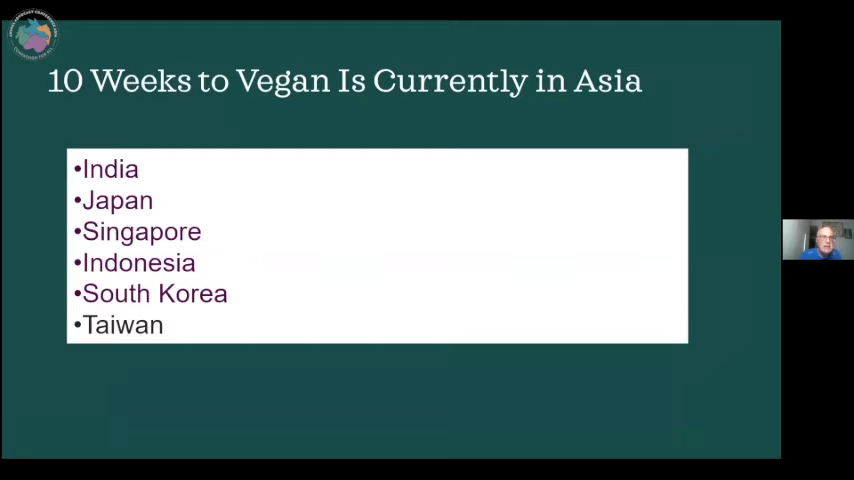 10 Weeks to Vegan Is Currently in Asia
•India
•Japan
•Singapore
•Indonesia
•South Korea
•Taiwan